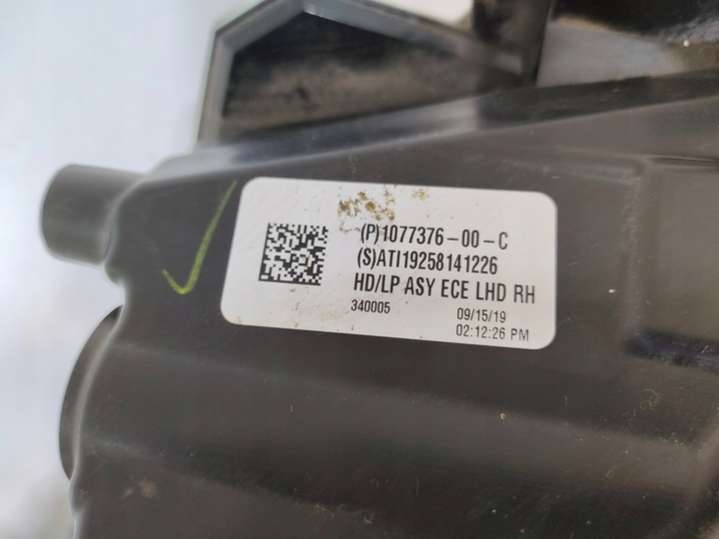 (P)1077376-00-C
(S)ATI19258141226
HD/LP ASY ECE LHD RH
340005
09/15/19
02:12:26 PM